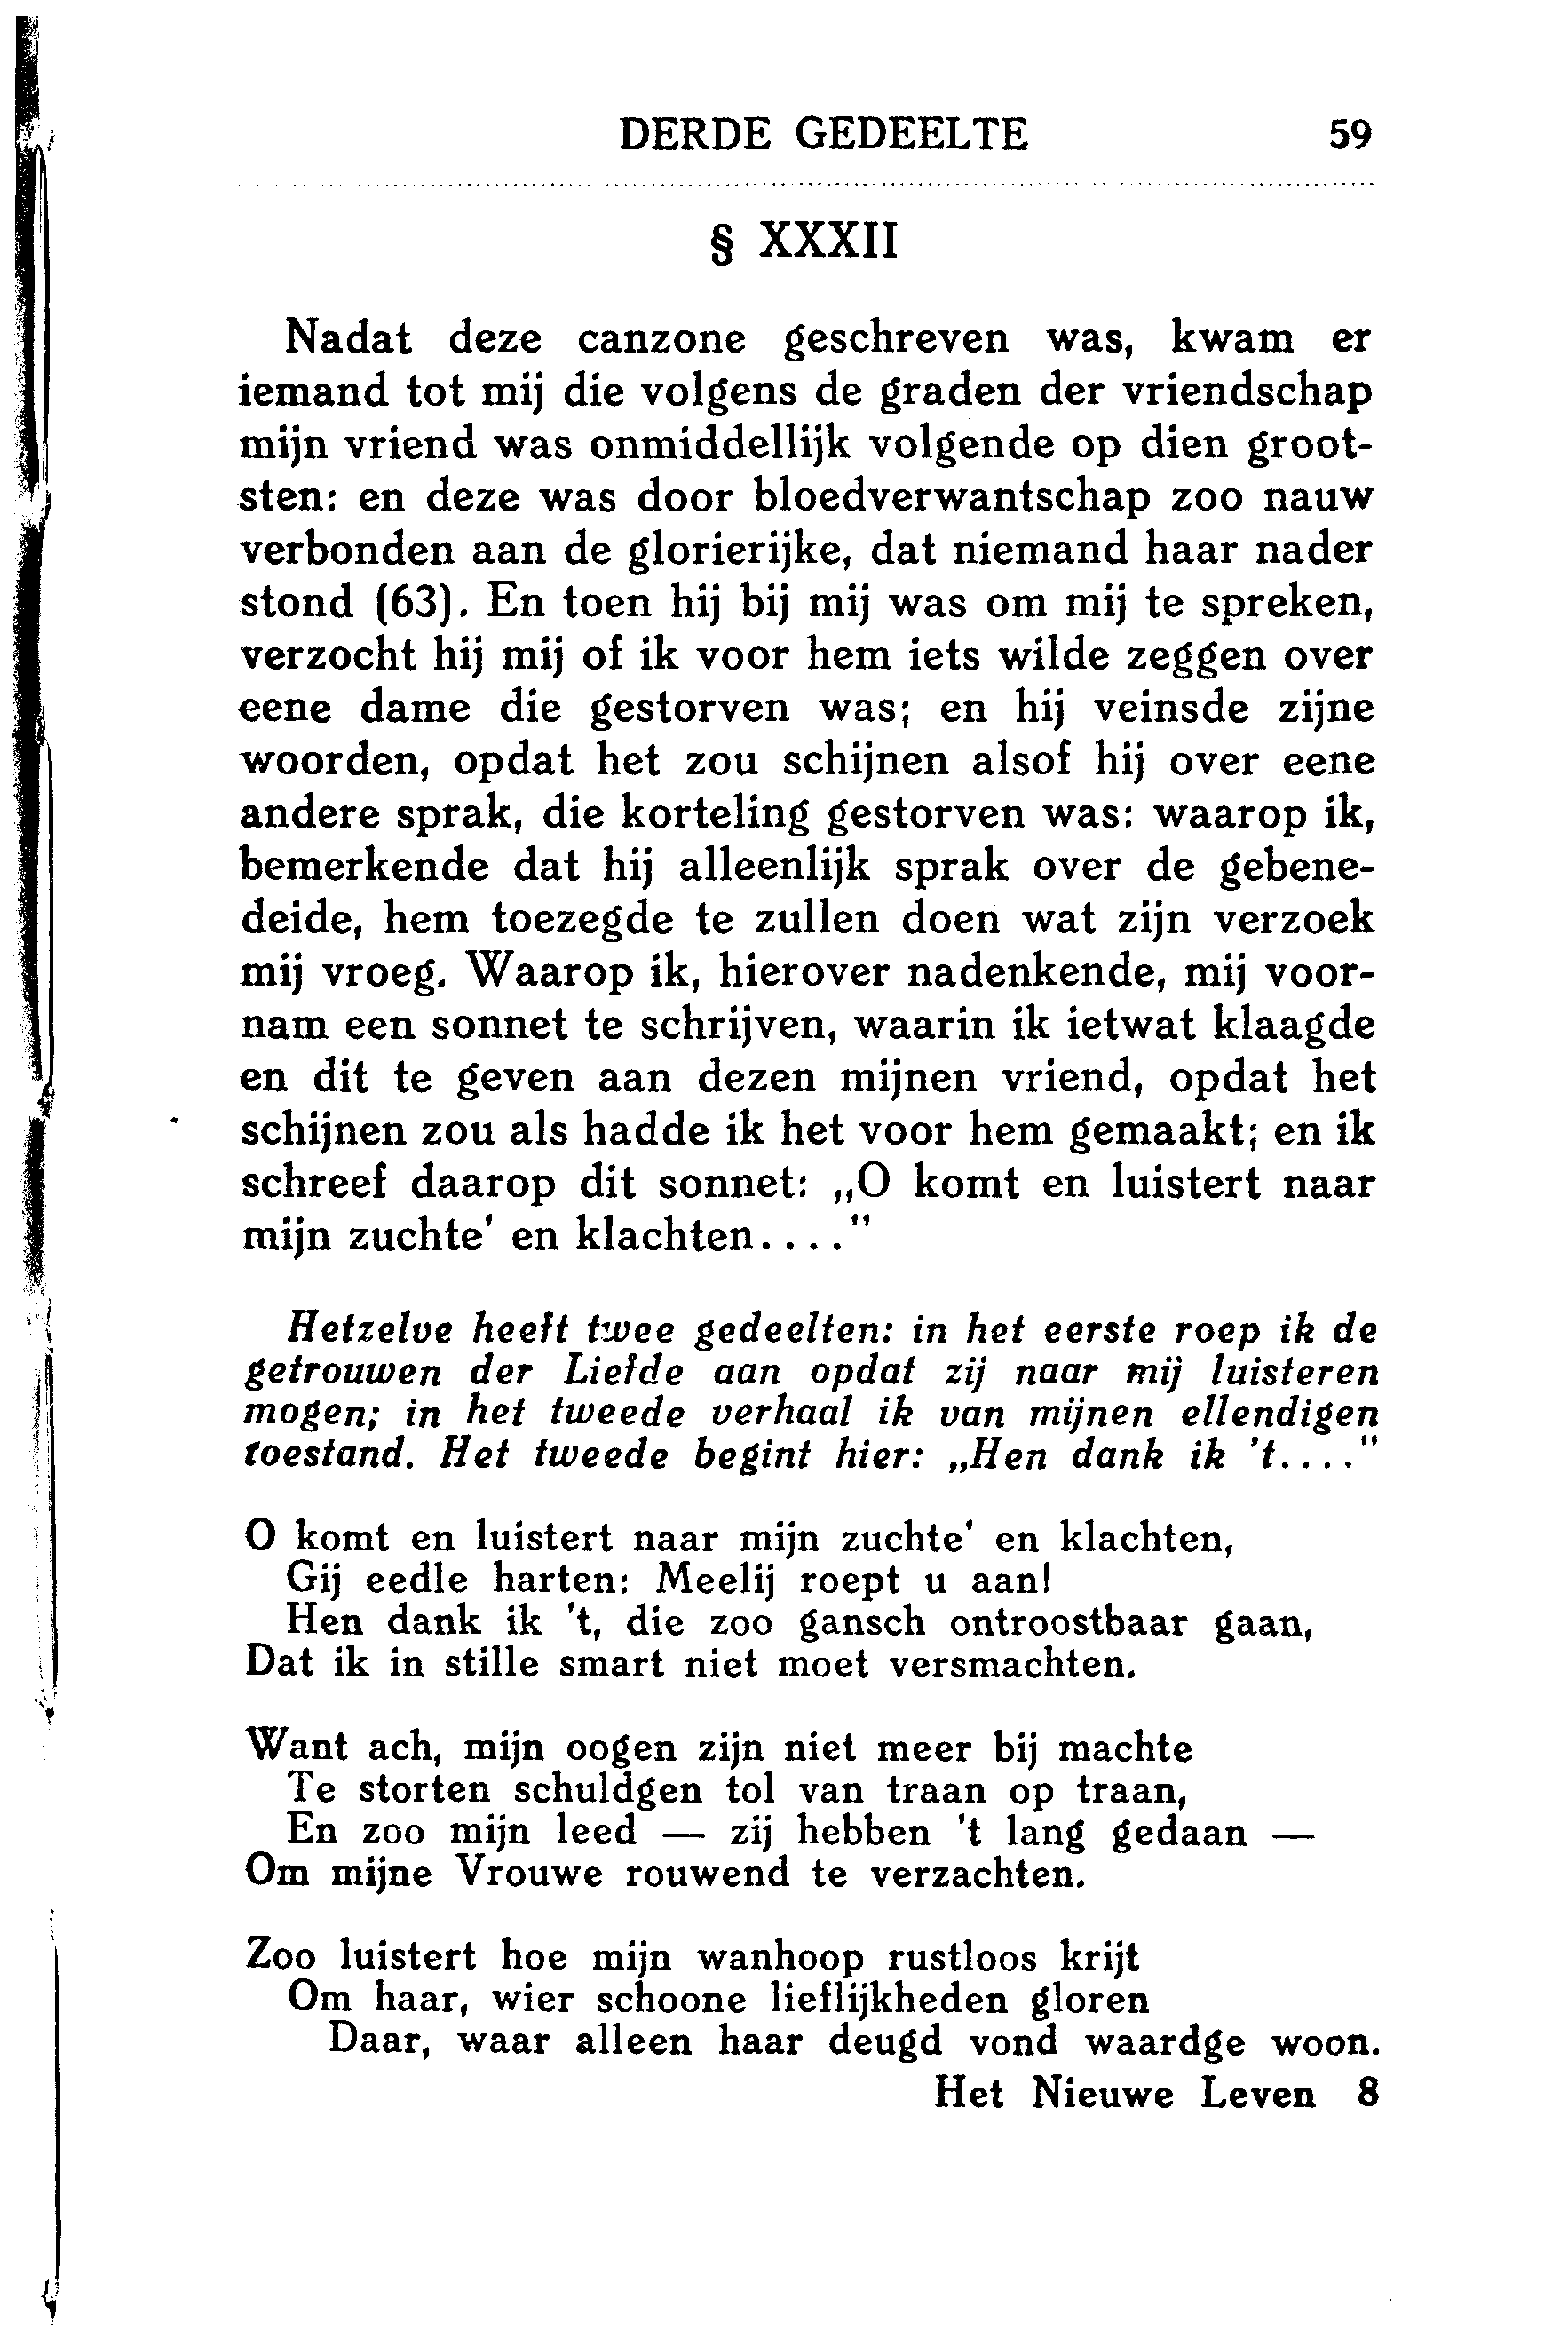 DERDE GEDEELTE 59
§ XXXII
Nadat deze canzone geschreven was, kwam er
iemand tot mij die volgens de graden der vriendschap
mijn vriend was onmiddellijk volgende op dien groot-
sten: en deze was door bloedverwantschap zoo nauw
verbonden aan de glorierijke, dat niemand haar nader
stond (63). En toen hij bij mij was om mij te spreken,
verzocht hij mij of ik voor hem iets wilde zeggen over
eene dame die gestorven was; en hij veinsde zijne
woorden, opdat het zou schijnen alsof hij over eene
andere sprak, die korteling gestorven was: waarop ik,
bemerkende dat hij alleenlijk sprak over de gebene-
deide, hem toezegde te zullen doen wat zijn verzoek
mij vroeg. Waarop ik, hierover nadenkende, mij voor-
nam een sonnet te schrijven, waarin ik ietwat klaagde
en dit te geven aan dezen mijnen vriend, opdat het
schijnen zou als hadde ik het voor hem gemaakt; en ik
schreef daarop dit sonnet: „O komt en luistert naar
mijn zuchte' en klachten...."
Hetzelve heeft twee gedeelten: in het eerste roep ik de
getrouwen der Liefde aan opdat zij naar mij luisteren
mogen; in het tweede verhaal ik van mijnen ellendigen
toestand. Het tweede begint hier: „Hen dank ik 't...."
O komt en luistert naar mijn zuchte' en klachten,
Gij eedle harten: Meelij roept u aan!
Hen dank ik 't, die zoo gansch ontroostbaar gaan,
Dat ik in stille smart niet moet versmachten.
Want ach, mijn oogen zijn niet meer bij machte
Te storten schuldgen tol van traan op traan,
En zoo mijn leed — zij hebben 't lang gedaan —
Om mijne Vrouwe rouwend te verzachten.
Zoo luistert hoe mijn wanhoop rustloos krijt
Om haar, wier schoone lieflijkheden gloren
Daar, waar alleen haar deugd vond waardge woon.
Het Nieuwe Leven 8